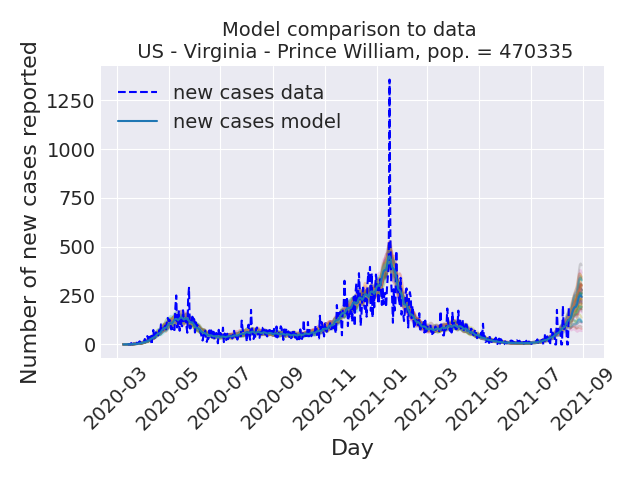 Model comparison to data
US - Virginia - Prince William, pop. = 470335
Number of new cases reported
1250
1000
750
500
250
0
new cases data
new cases model
2020-03
2020-05
2020-07
2020-09
2020-11
2021-01
2021-03
2021-05
2021-07
2021-09
Day